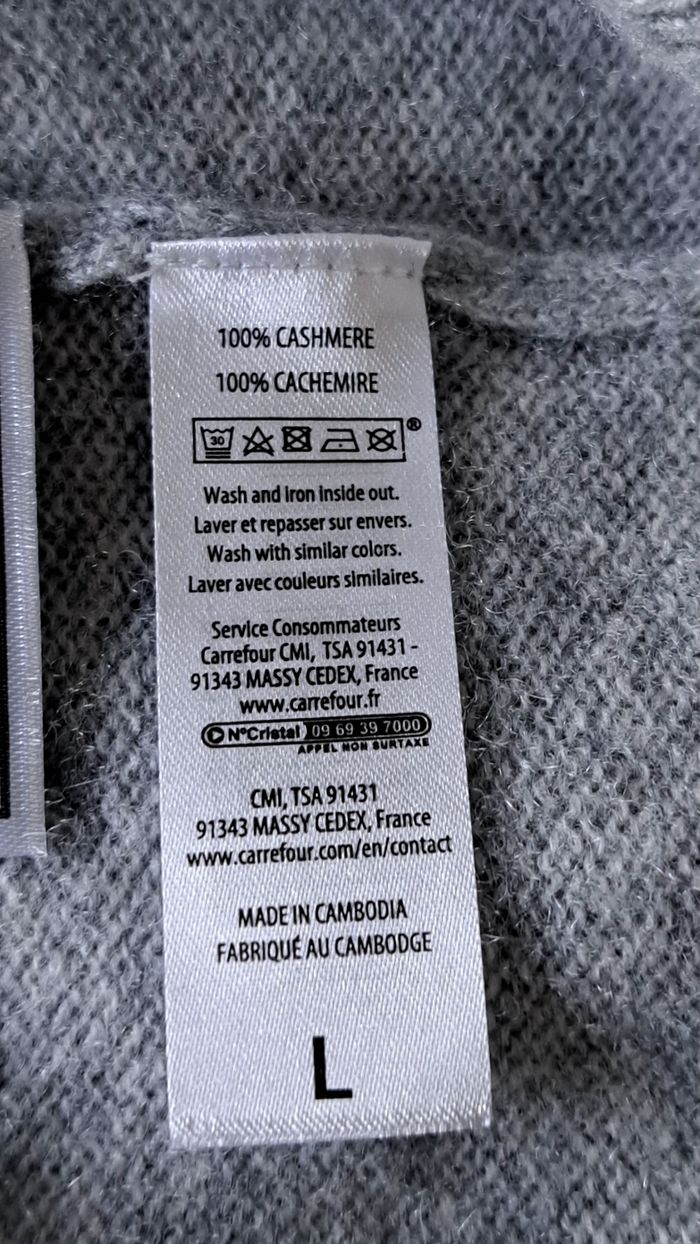 100% CASHMERE
100% CACHEMIRE
30
®
Wash and iron inside out.
Laver et repasser sur envers.
Wash with similar colors.
Laver avec couleurs similaires.
Service Consommateurs
Carrefour CMI, TSA 91431 -
91343 MASSY CEDEX, France
www.carrefour.fr
N°Cristal 09 69 39 7000
APPEL NON SURTAXE
CMI, TSA 91431
91343 MASSY CEDEX, France
www.carrefour.com/en/contact
MADE IN CAMBODIA
FABRIQUÉ AU CAMBODGE
L